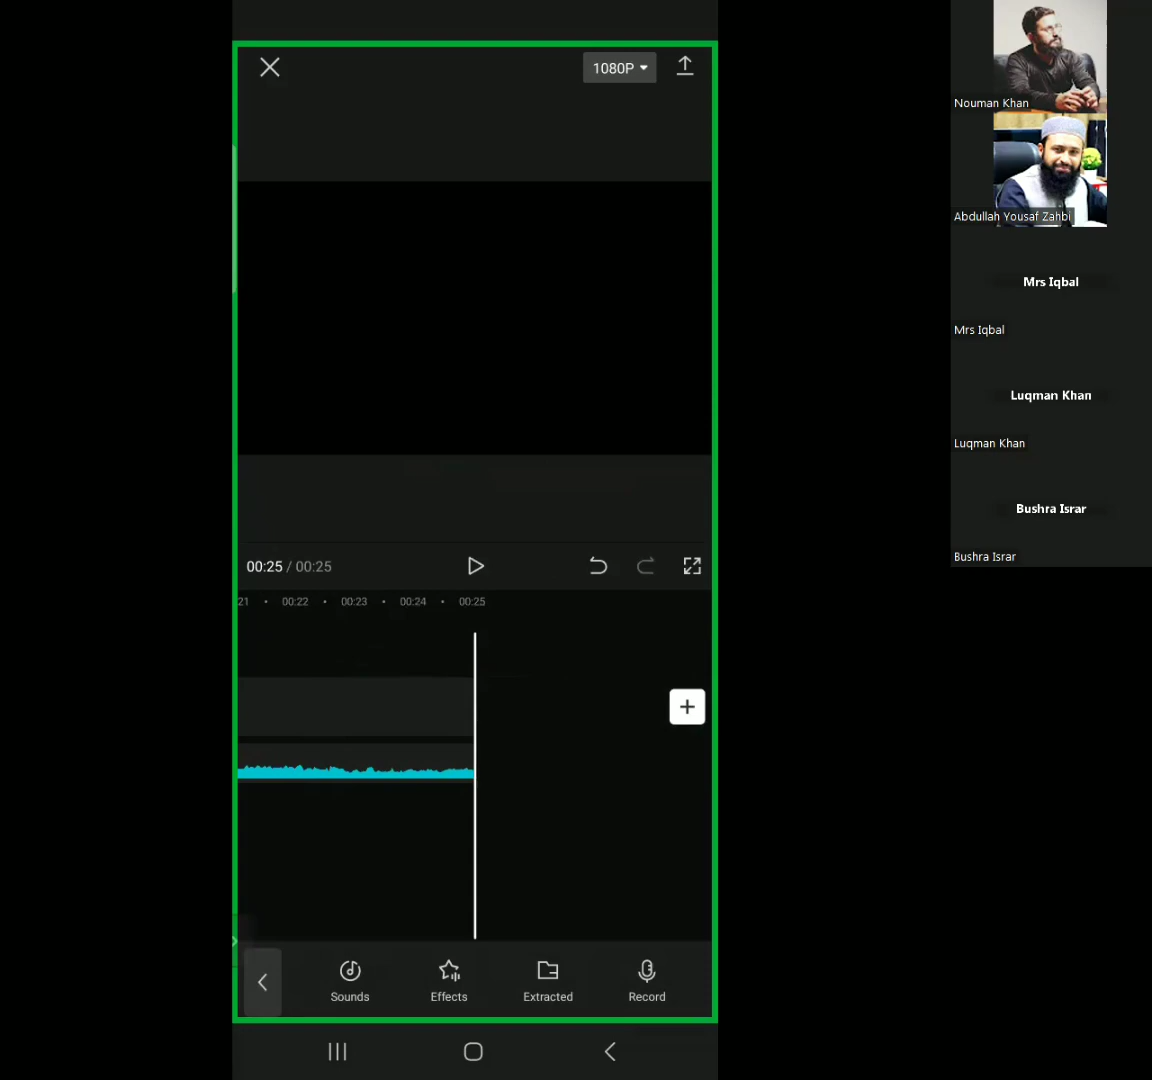 1080P
00:25 / 00:25
21 • 00:22 • 00:23 • 00:24 • 00:25
Sounds
Effects
Extracted
Record
Nouman Khan
Abdullah Yousaf Zahbi
Mrs Iqbal
Mrs Iqbal
Luqman Khan
Luqman Khan
Bushra Israr
Bushra Israr